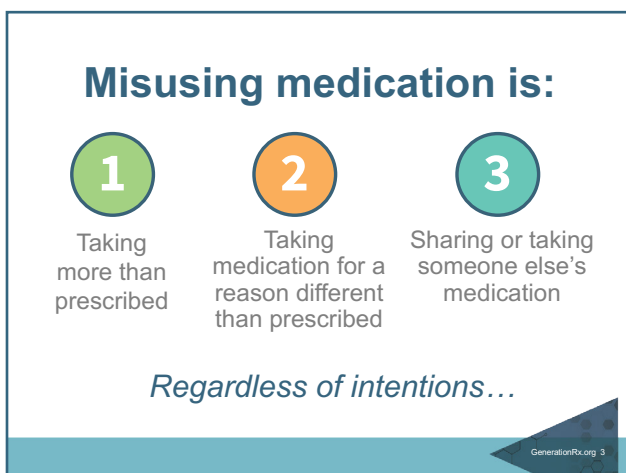 Misusing medication is:
1
Taking
more than
prescribed
2
Taking
medication for a
reason different
than prescribed
3
Sharing or taking
someone else’s
medication
Regardless of intentions…
GenerationRx.org 3